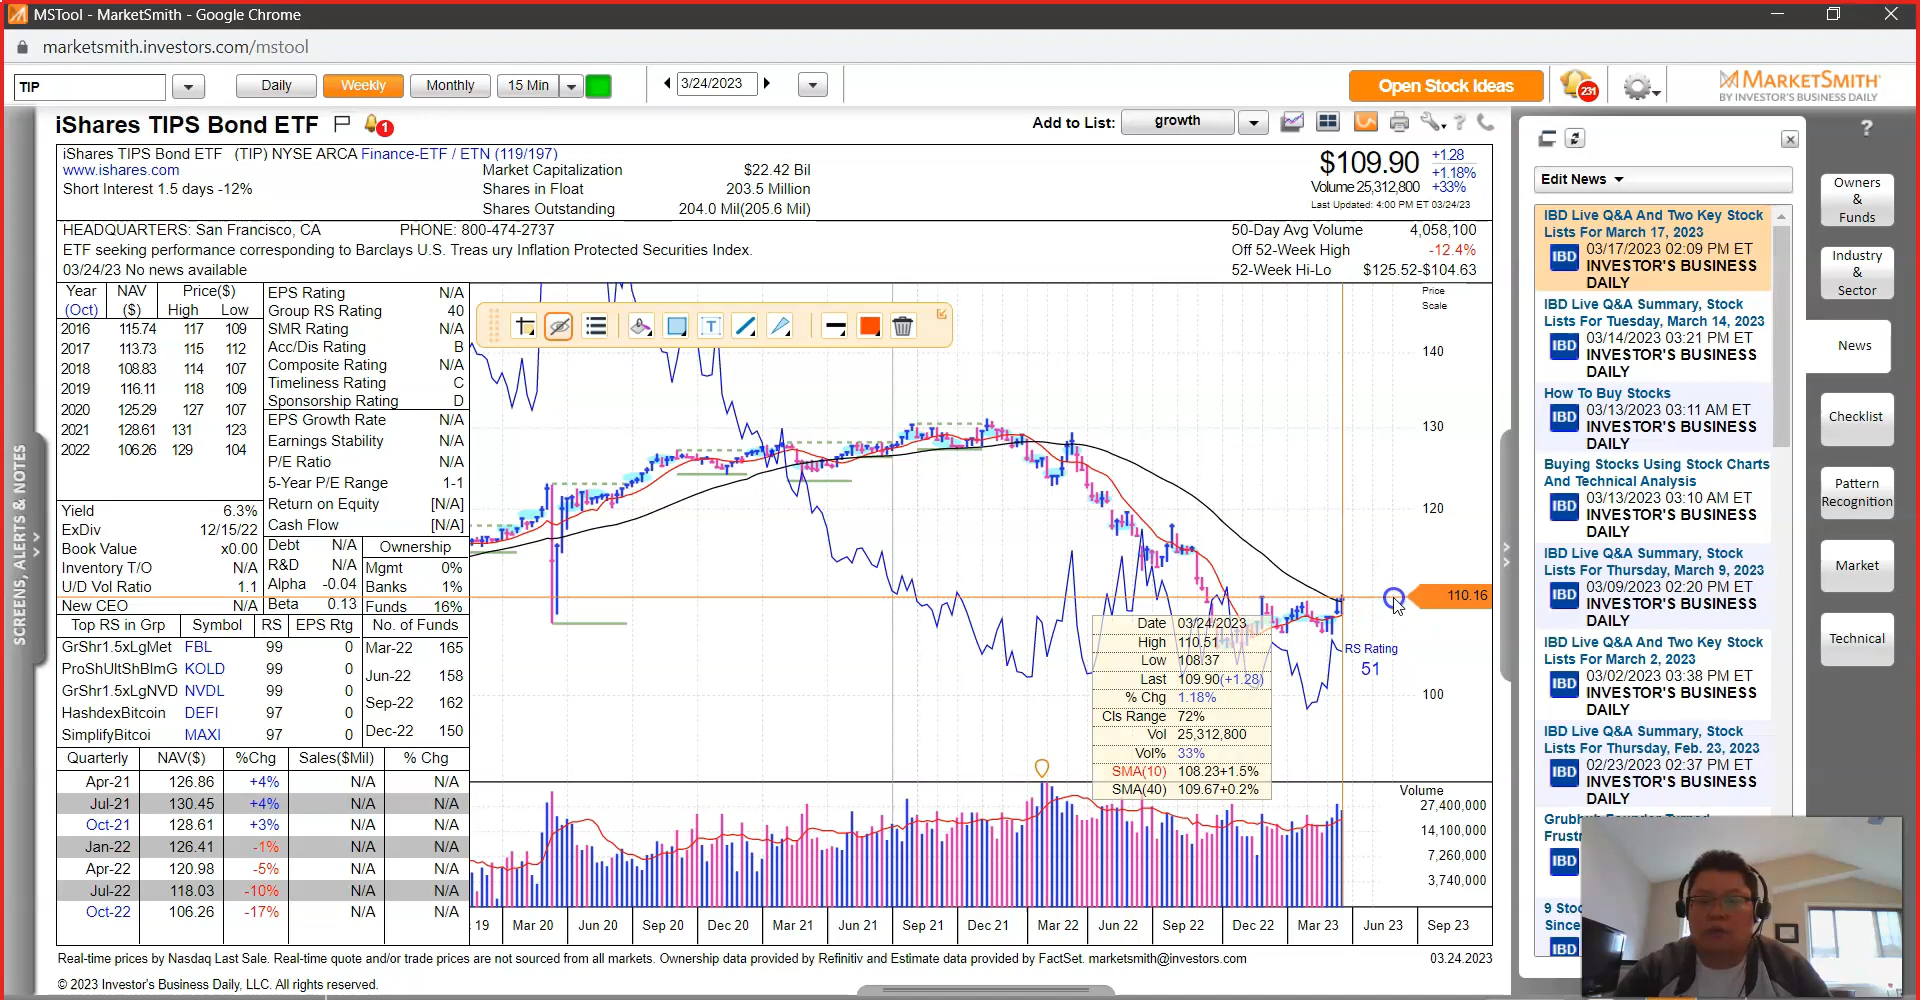 MSTool - MarketSmith - Google Chrome
marketsmith.investors.com/mstool
TIP
Daily
Weekly
Monthly
15 Min
3/24/2023
Open Stock Ideas
231
MARKETSMITH
BY INVESTOR'S BUSINESS DAILY
iShares TIPS Bond ETF
1
Add to List:
growth
iShares TIPS Bond ETF (TIP) NYSE ARCA Finance-ETF / ETN (119/197)
www.ishares.com
Short Interest 1.5 days -12%
Market Capitalization $22.42 Bil
Shares in Float 203.5 Million
Shares Outstanding 204.0 Mil(205.6 Mil)
$109.90 +1.28
+1.18%
Volume 25,312,800 +33%
Last Updated: 4:00 PM ET 03/24/23
HEADQUARTERS: San Francisco, CA PHONE: 800-474-2737
ETF seeking performance corresponding to Barclays U.S. Treas ury Inflation Protected Securities Index.
03/24/23 No news available
50-Day Avg Volume 4,058,100
Off 52-Week High -12.4%
52-Week Hi-Lo $125.52-$104.63
Year NAV Price($)
(Oct) ($) High Low
2016 115.74 117 109
2017 113.73 115 112
2018 108.83 114 107
2019 116.11 118 109
2020 125.29 127 107
2021 128.61 131 123
2022 106.26 129 104
Yield 6.3%
ExDiv 12/15/22
Book Value x0.00
Inventory T/O N/A
U/D Vol Ratio 1.1
New CEO N/A
EPS Rating N/A
Group RS Rating 40
SMR Rating N/A
Acc/Dis Rating B
Composite Rating N/A
Timeliness Rating C
Sponsorship Rating D
EPS Growth Rate N/A
Earnings Stability N/A
P/E Ratio N/A
5-Year P/E Range 1-1
Return on Equity [N/A]
Cash Flow [N/A]
Debt N/A
R&D N/A
Alpha -0.04
Beta 0.13
Ownership
Mgmt 0%
Banks 1%
Funds 16%
Top RS in Grp Symbol RS EPS Rtg
GrShr1.5xLgMet FBL 99 0
ProShUltShBlmG KOLD 99 0
GrShr1.5xLgNVD NVDL 99 0
HashdexBitcoin DEFI 97 0
SimplifyBitcoi MAXI 97 0
No. of Funds
Mar-22 165
Jun-22 158
Sep-22 162
Dec-22 150
Quarterly NAV($) %Chg Sales($Mil) % Chg
Apr-21 126.86 +4% N/A N/A
Jul-21 130.45 +4% N/A N/A
Oct-21 128.61 +3% N/A N/A
Jan-22 126.41 -1% N/A N/A
Apr-22 120.98 -5% N/A N/A
Jul-22 118.03 -10% N/A N/A
Oct-22 106.26 -17% N/A N/A
T
Price
Scale
140
130
120
110.16
100
RS Rating
51
Date 03/24/2023
High 110.51
Low 108.37
Last 109.90(+1.28)
% Chg 1.18%
Cls Range 72%
Vol 25,312,800
Vol% 33%
SMA(10) 108.23+1.5%
SMA(40) 109.67+0.2%
Volume
27,400,000
14,100,000
7,260,000
3,740,000
19 Mar 20 Jun 20 Sep 20 Dec 20 Mar 21 Jun 21 Sep 21 Dec 21 Mar 22 Jun 22 Sep 22 Dec 22 Mar 23 Jun 23 Sep 23
Real-time prices by Nasdaq Last Sale. Real-time quote and/or trade prices are not sourced from all markets. Ownership data provided by Refinitiv and Estimate data provided by FactSet. marketsmith@investors.com
03.24.2023
© 2023 Investor's Business Daily, LLC. All rights reserved.
SCREENS, ALERTS & NOTES
Edit News
IBD Live Q&A And Two Key Stock
Lists For March 17, 2023
IBD
03/17/2023 02:09 PM ET
INVESTOR'S BUSINESS
DAILY
IBD Live Q&A Summary, Stock
Lists For Tuesday, March 14, 2023
IBD
03/14/2023 03:21 PM ET
INVESTOR'S BUSINESS
DAILY
How To Buy Stocks
IBD
03/13/2023 03:11 AM ET
INVESTOR'S BUSINESS
DAILY
Buying Stocks Using Stock Charts
And Technical Analysis
IBD
03/13/2023 03:10 AM ET
INVESTOR'S BUSINESS
DAILY
IBD Live Q&A Summary, Stock
Lists For Thursday, March 9, 2023
IBD
03/09/2023 02:20 PM ET
INVESTOR'S BUSINESS
DAILY
IBD Live Q&A And Two Key Stock
Lists For March 2, 2023
IBD
03/02/2023 03:38 PM ET
INVESTOR'S BUSINESS
DAILY
IBD Live Q&A Summary, Stock
Lists For Thursday, Feb. 23, 2023
IBD
02/23/2023 02:37 PM ET
INVESTOR'S BUSINESS
DAILY
IBD
9
Since
IBD
?
Owners
&
Funds
Industry
&
Sector
News
Checklist
Pattern
Recognition
Market
Technical